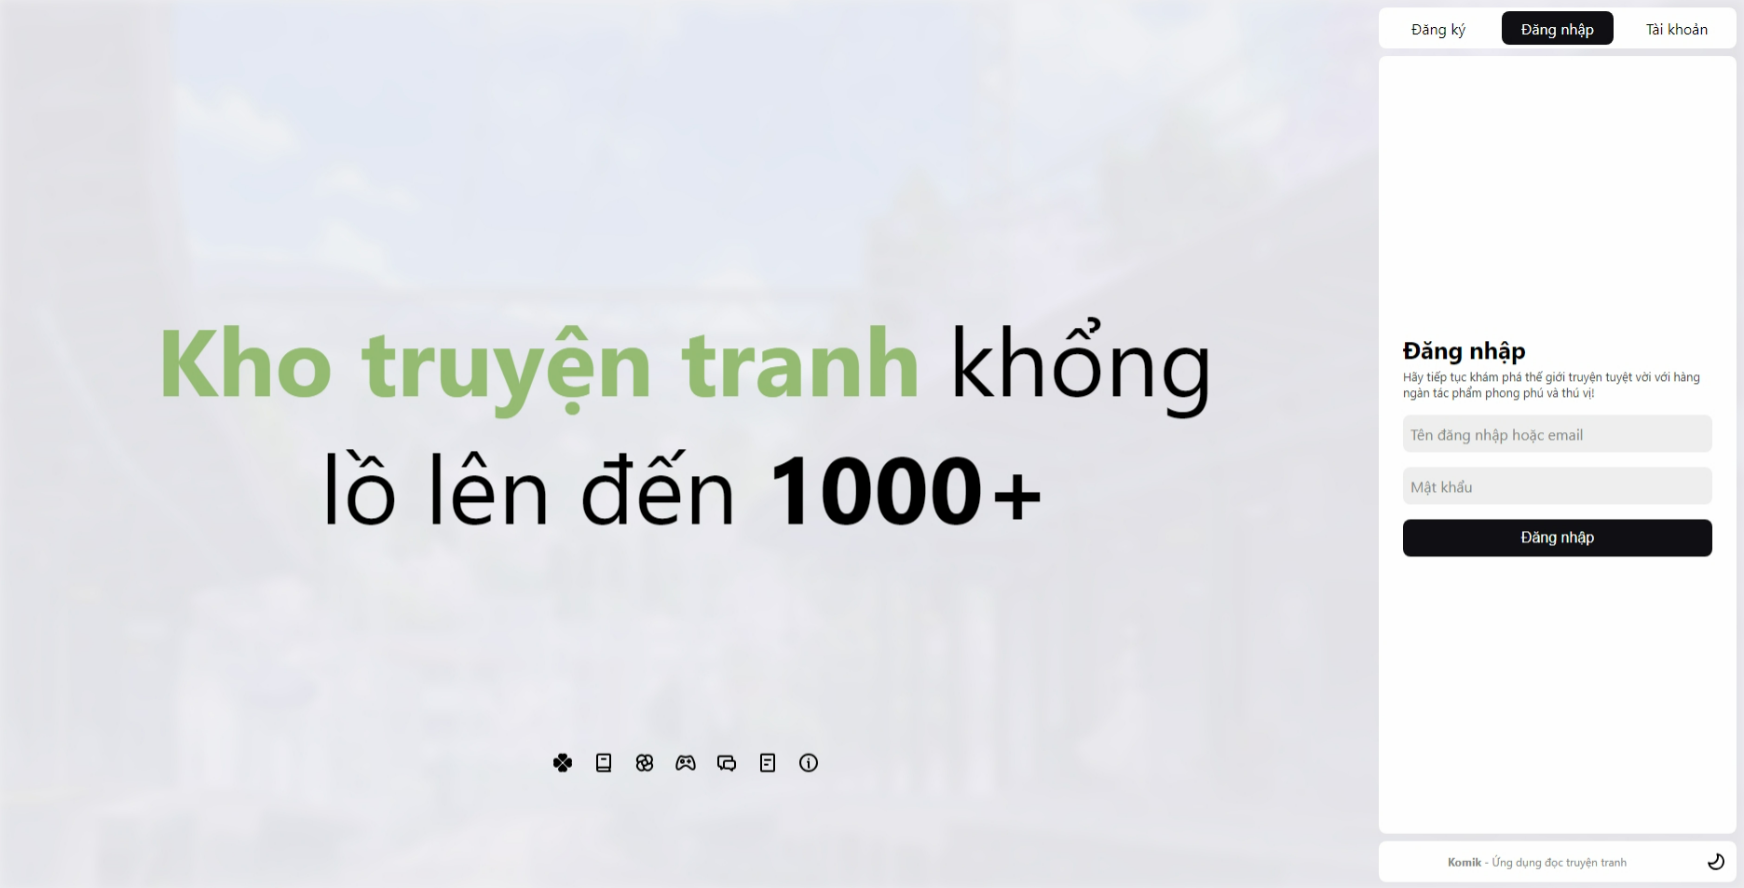 Đăng ký
Đăng nhập
Tài khoản
Kho truyện tranh khổng
lồ lên đến 1000+
Đăng nhập
Hãy tiếp tục khám phá thế giới truyện tuyệt vời với hàng
ngàn tác phẩm phong phú và thú vị!
Tên đăng nhập hoặc email
Mật khẩu
Đăng nhập
Komik - Ứng dụng đọc truyện tranh